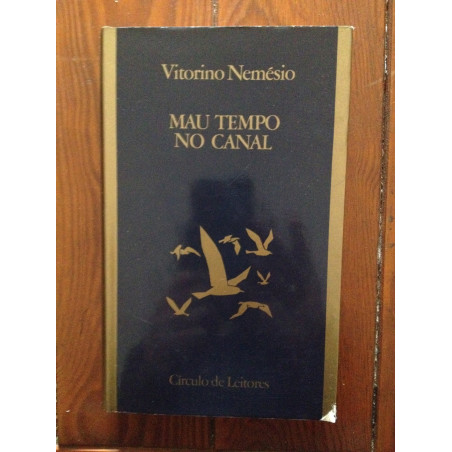 Vitorino Nemésio
MAU TEMPO
NO CANAL
Círculo de Leitores